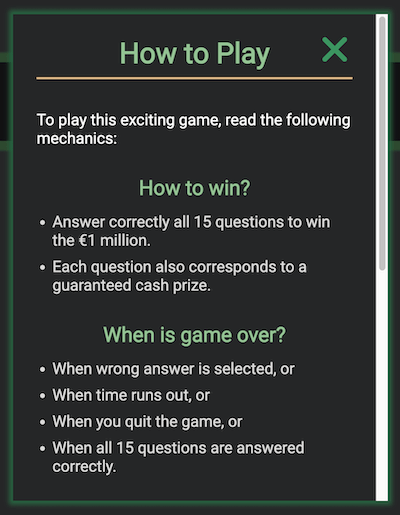 How to Play
To play this exciting game, read the following
mechanics:
How to win?
• Answer correctly all 15 questions to win
the €1 million.
• Each question also corresponds to a
guaranteed cash prize.
When is game over?
• When wrong answer is selected, or
• When time runs out, or
• When you quit the game, or
• When all 15 questions are answered
correctly.